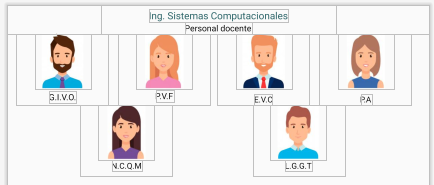 Ing. Sistemas Computacionales
Personal docente
G.I.V.O.
P.V.F
E.V.C
P.A
N.C.Q.M
L.G.G.T